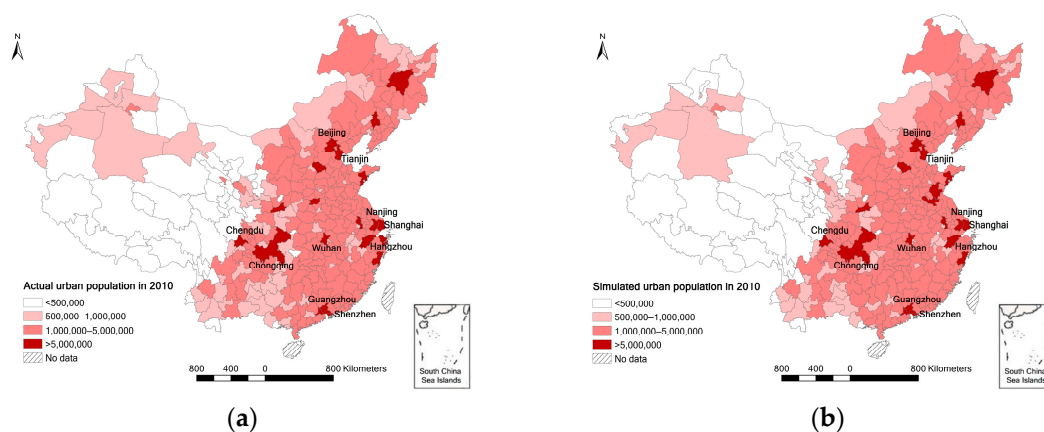 N
Beijing
Tianjin
Nanjing
Shanghai
Chengdu
Wuhan
Hangzhou
Chongqing
Guangzhou
Shenzhen
Actual urban population in 2010
<500,000
500,000 1,000,000
1,000,000–5,000,000
>5,000,000
No data
800 400 0 800 Kilometers
South China
Sea Islands
(a)
N
Beijing
Tianjin
Nanjing
Shanghai
Chengdu
Wuhan
Hangzhou
Chongqing
Guangzhou
Shenzhen
Simulated urban population in 2010
<500,000
500,000–1,000,000
1,000,000–5,000,000
>5,000,000
No data
800 400 0 800 Kilometers
South China
Sea Islands
(b)